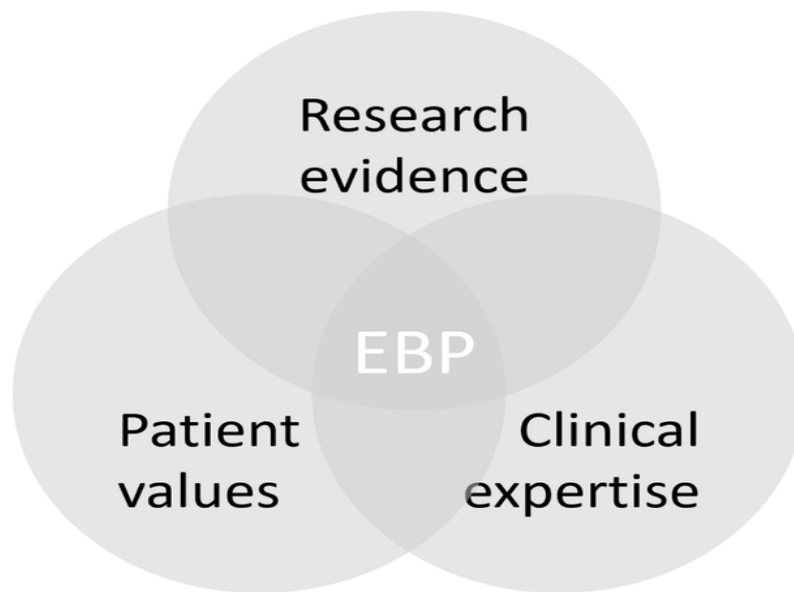 Research
evidence
EBP
Patient
values
Clinical
expertise